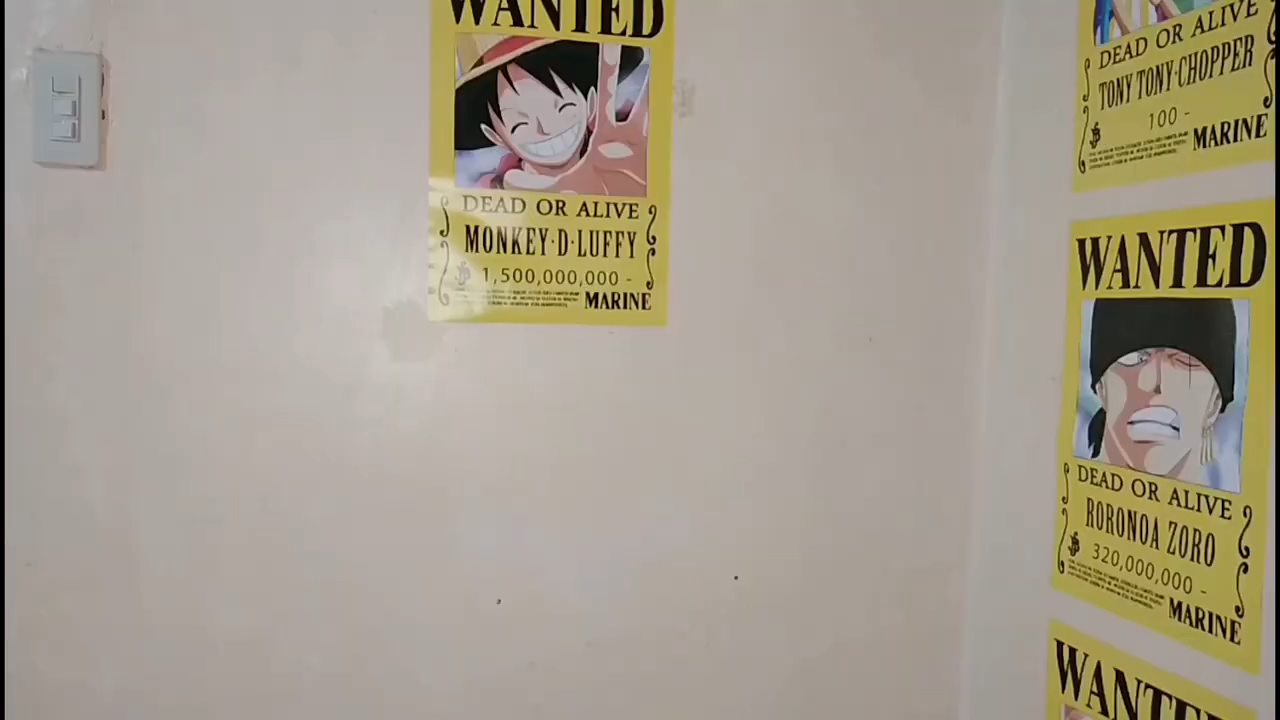 WANTED
DEAD OR ALIVE
MONKEY·D·LUFFY
1,500,000,000 -
MARINE
DEAD OR ALIVE
TONY TONY·CHOPPER
100 -
MARINE
WANTED
DEAD OR ALIVE
RORONOA ZORO
320,000,000 -
MARINE
WANTED